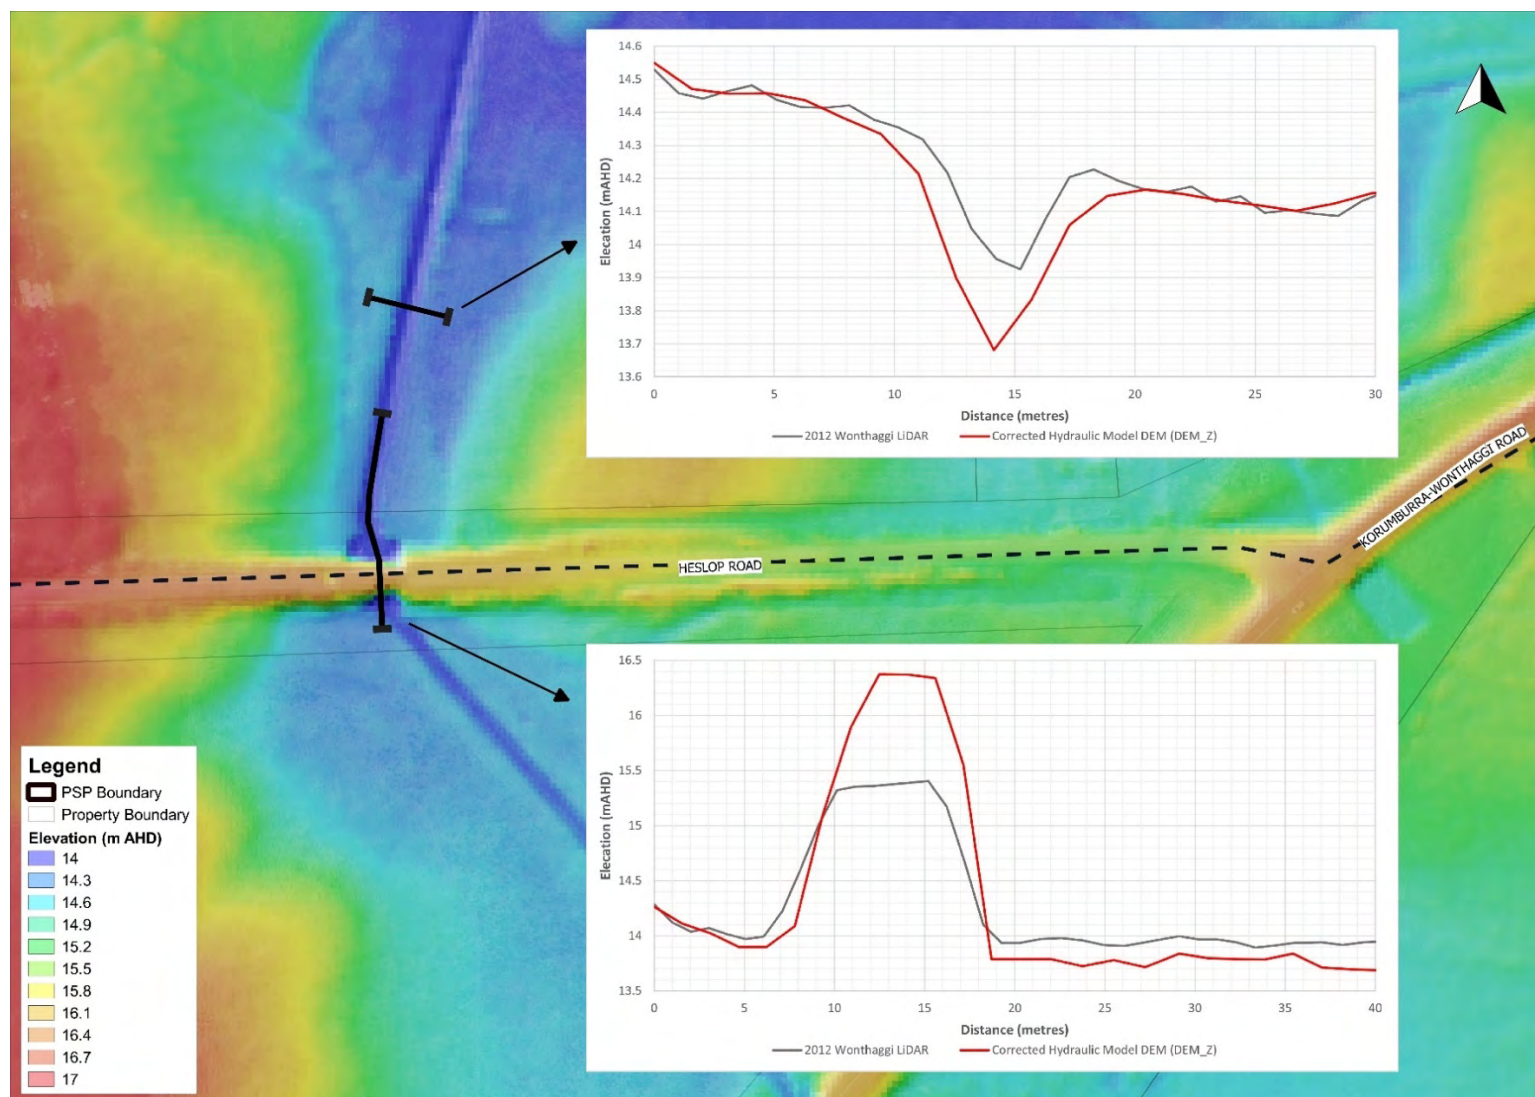 14.6
14.5
14.4
14.3
14.2
14.1
14
13.9
13.8
13.7
13.6
Elecation (mAHD)
0 5 10 15 20 25 30
Distance (metres)
2012 Wonthaggi LiDAR Corrected Hydraulic Model DEM (DEM_Z)
KORUMBURRA-WONTHAGGI ROAD
HESLOP ROAD
16.5
16
15.5
15
14.5
14
13.5
Elecation (mAHD)
0 5 10 15 20 25 30 35 40
Distance (metres)
2012 Wonthaggi LiDAR Corrected Hydraulic Model DEM (DEM_Z)
Legend
PSP Boundary
Property Boundary
Elevation (m AHD)
14
14.3
14.6
14.9
15.2
15.5
15.8
16.1
16.4
16.7
17